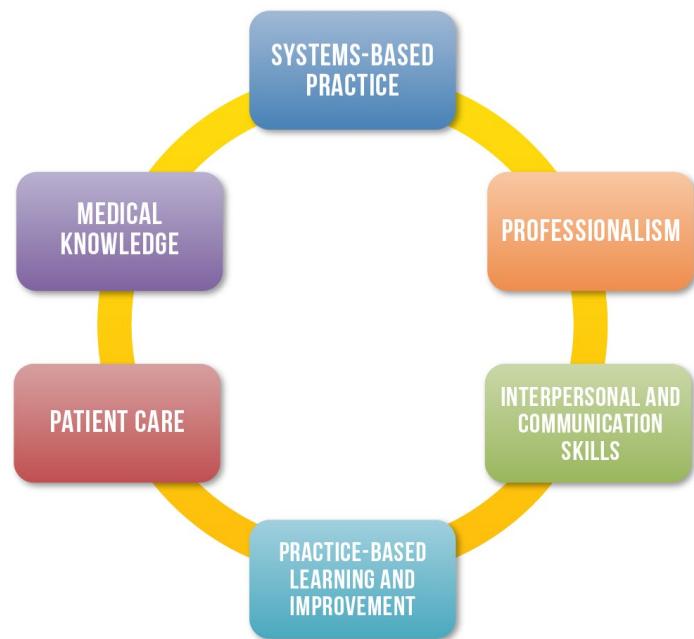 SYSTEMS-BASED
PRACTICE
MEDICAL
KNOWLEDGE
PROFESSIONALISM
PATIENT CARE
INTERPERSONAL AND
COMMUNICATION
SKILLS
PRACTICE-BASED
LEARNING AND
IMPROVEMENT